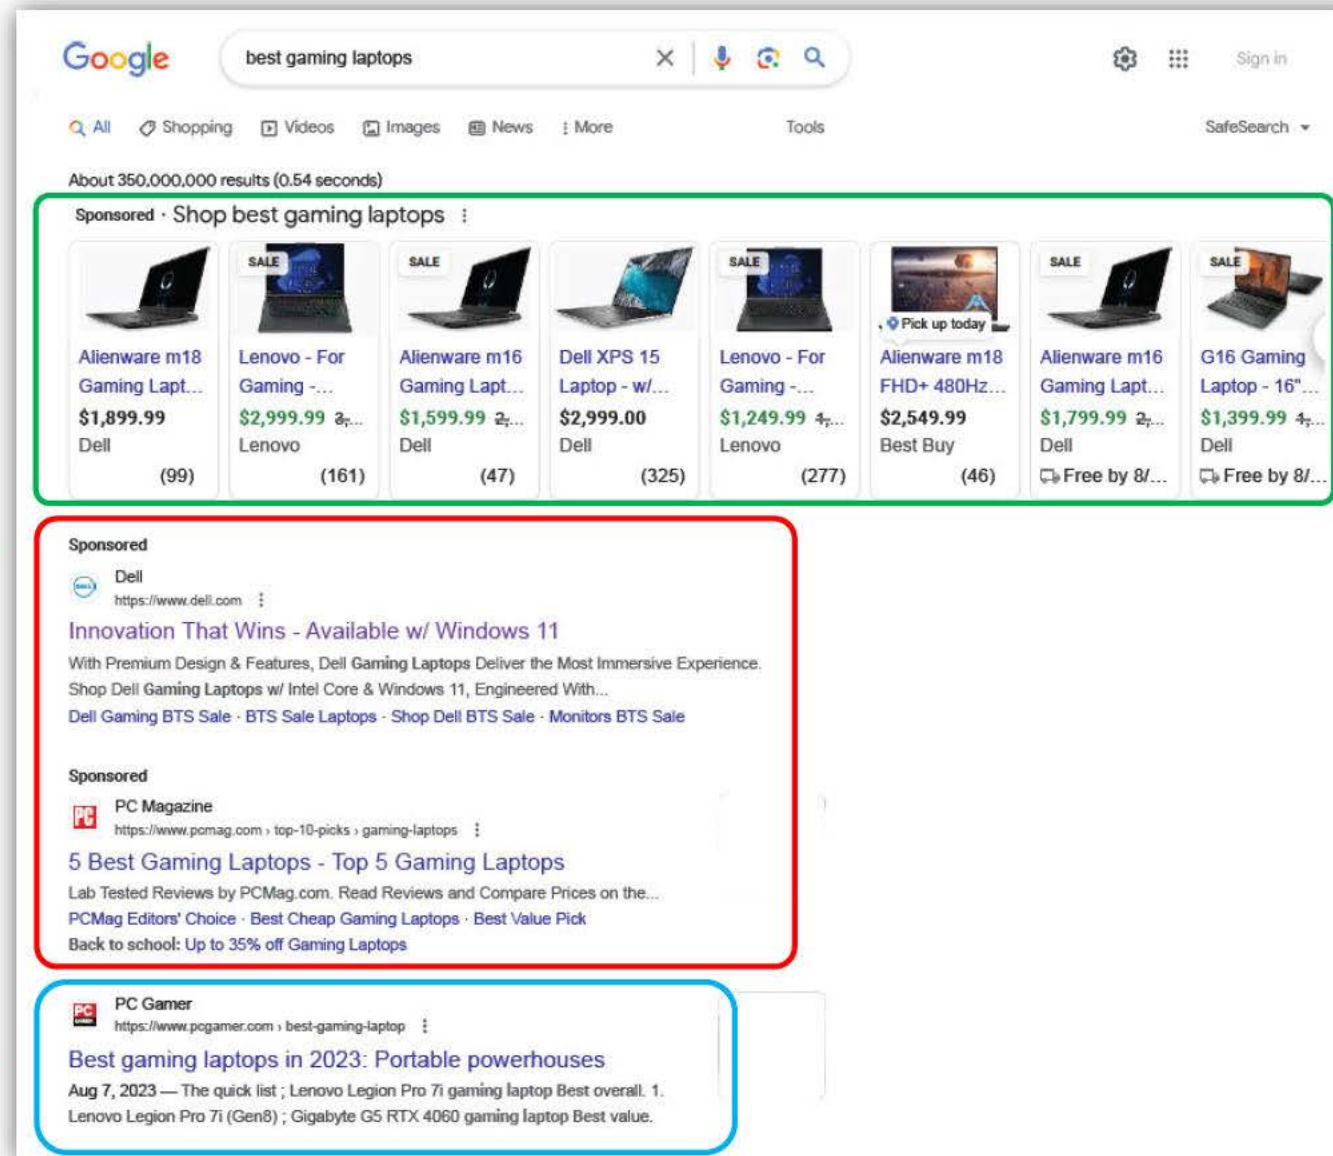 Google
best gaming laptops
Sign in
All Shopping Videos Images News More Tools SafeSearch
About 350,000,000 results (0.54 seconds)
Sponsored · Shop best gaming laptops
SALE SALE SALE SALE SALE
Pick up today
Alienware m18 Lenovo - For Alienware m16 Dell XPS 15 Lenovo - For Alienware m18 Alienware m16 G16 Gaming
Gaming Lapt... Gaming -... Gaming Lapt... Laptop - w/... Gaming -... FHD+ 480Hz... Gaming Lapt... Laptop - 16"...
$1,899.99 $2,999.99 3,... $1,599.99 2,... $2,999.00 $1,249.99 1,... $2,549.99 $1,799.99 2,... $1,399.99 1,...
Dell Lenovo Dell Dell Lenovo Best Buy Dell Dell
(99) (161) (47) (325) (277) (46) Free by 8/... Free by 8/...
Sponsored
Dell
https://www.dell.com
Innovation That Wins - Available w/ Windows 11
With Premium Design & Features, Dell Gaming Laptops Deliver the Most Immersive Experience.
Shop Dell Gaming Laptops w/ Intel Core & Windows 11, Engineered With...
Dell Gaming BTS Sale · BTS Sale Laptops · Shop Dell BTS Sale · Monitors BTS Sale
Sponsored
PC PC Magazine
https://www.pcmag.com › top-10-picks › gaming-laptops
5 Best Gaming Laptops - Top 5 Gaming Laptops
Lab Tested Reviews by PCMag.com. Read Reviews and Compare Prices on the...
PCMag Editors' Choice · Best Cheap Gaming Laptops · Best Value Pick
Back to school: Up to 35% off Gaming Laptops
PC PC Gamer
https://www.pcgamer.com › best-gaming-laptop
Best gaming laptops in 2023: Portable powerhouses
Aug 7, 2023 — The quick list ; Lenovo Legion Pro 7i gaming laptop Best overall. 1.
Lenovo Legion Pro 7i (Gen8) ; Gigabyte G5 RTX 4060 gaming laptop Best value.